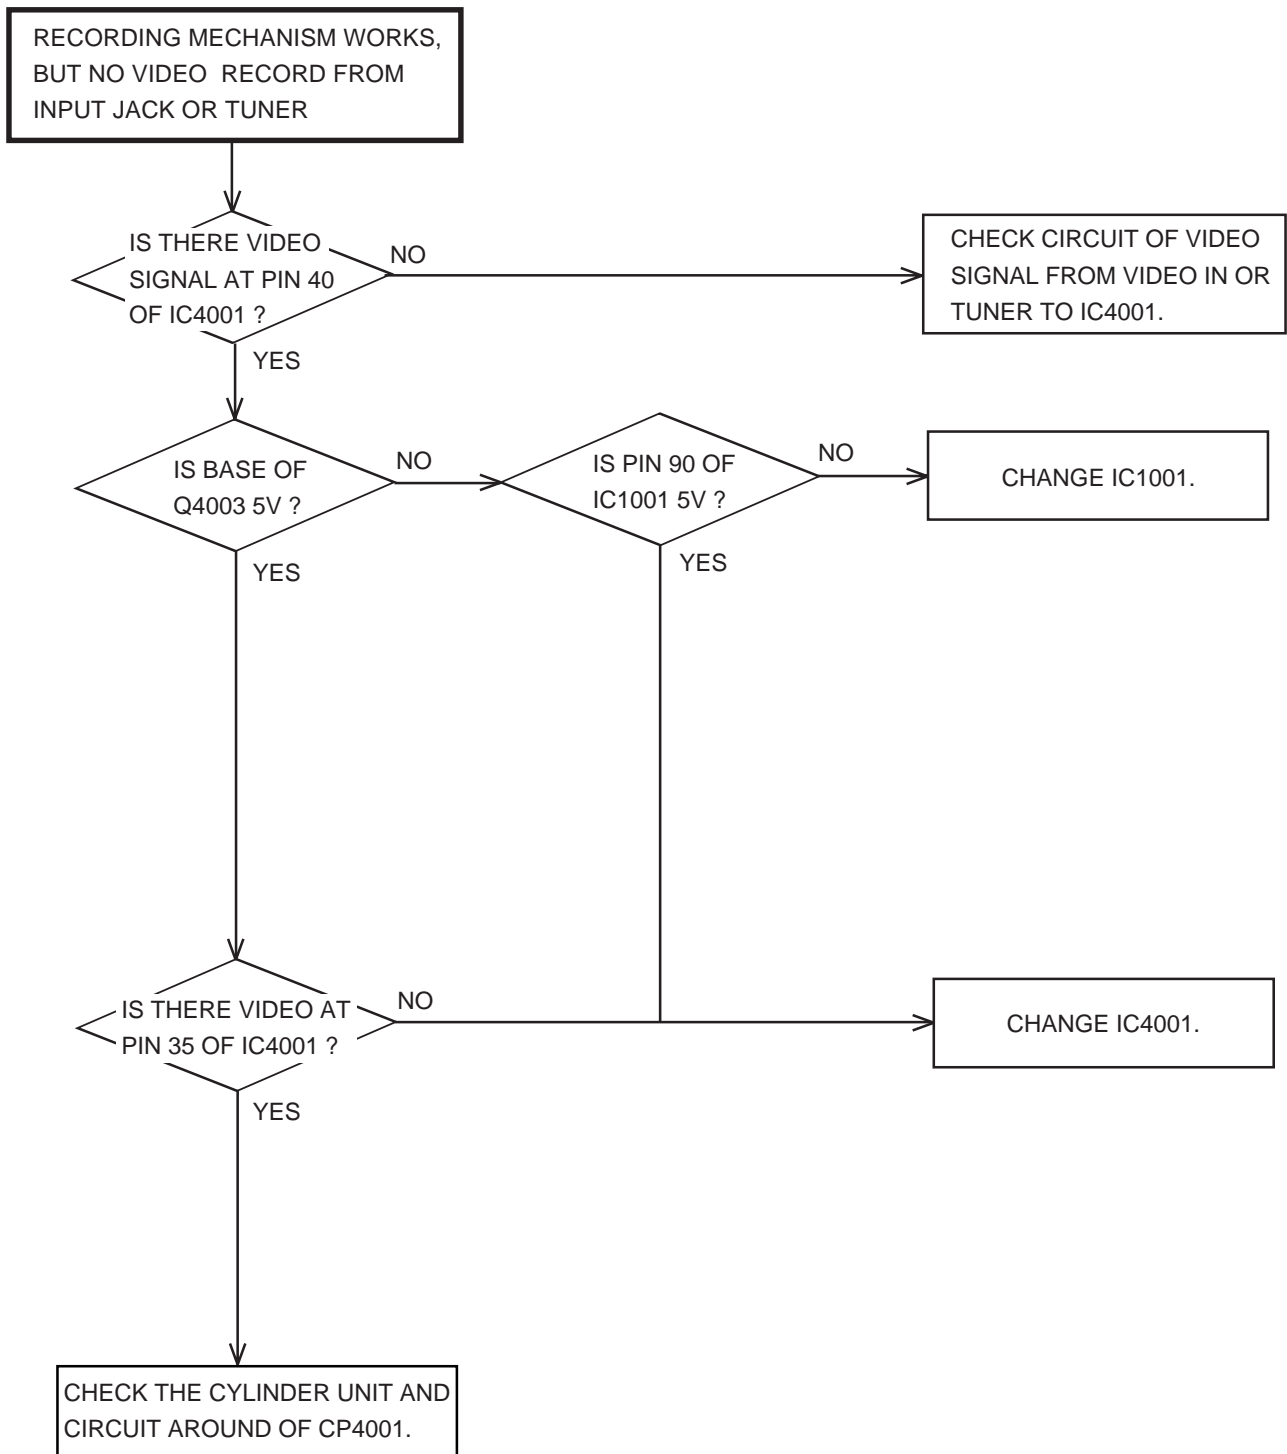 RECORDING MECHANISM WORKS,
BUT NO VIDEO RECORD FROM
INPUT JACK OR TUNER
IS THERE VIDEO
SIGNAL AT PIN 40
OF IC4001 ?
NO
CHECK CIRCUIT OF VIDEO
SIGNAL FROM VIDEO IN OR
TUNER TO IC4001.
YES
IS BASE OF
Q4003 5V ?
NO
IS PIN 90 OF
IC1001 5V ?
NO
CHANGE IC1001.
YES
YES
IS THERE VIDEO AT
PIN 35 OF IC4001 ?
NO
CHANGE IC4001.
YES
CHECK THE CYLINDER UNIT AND
CIRCUIT AROUND OF CP4001.